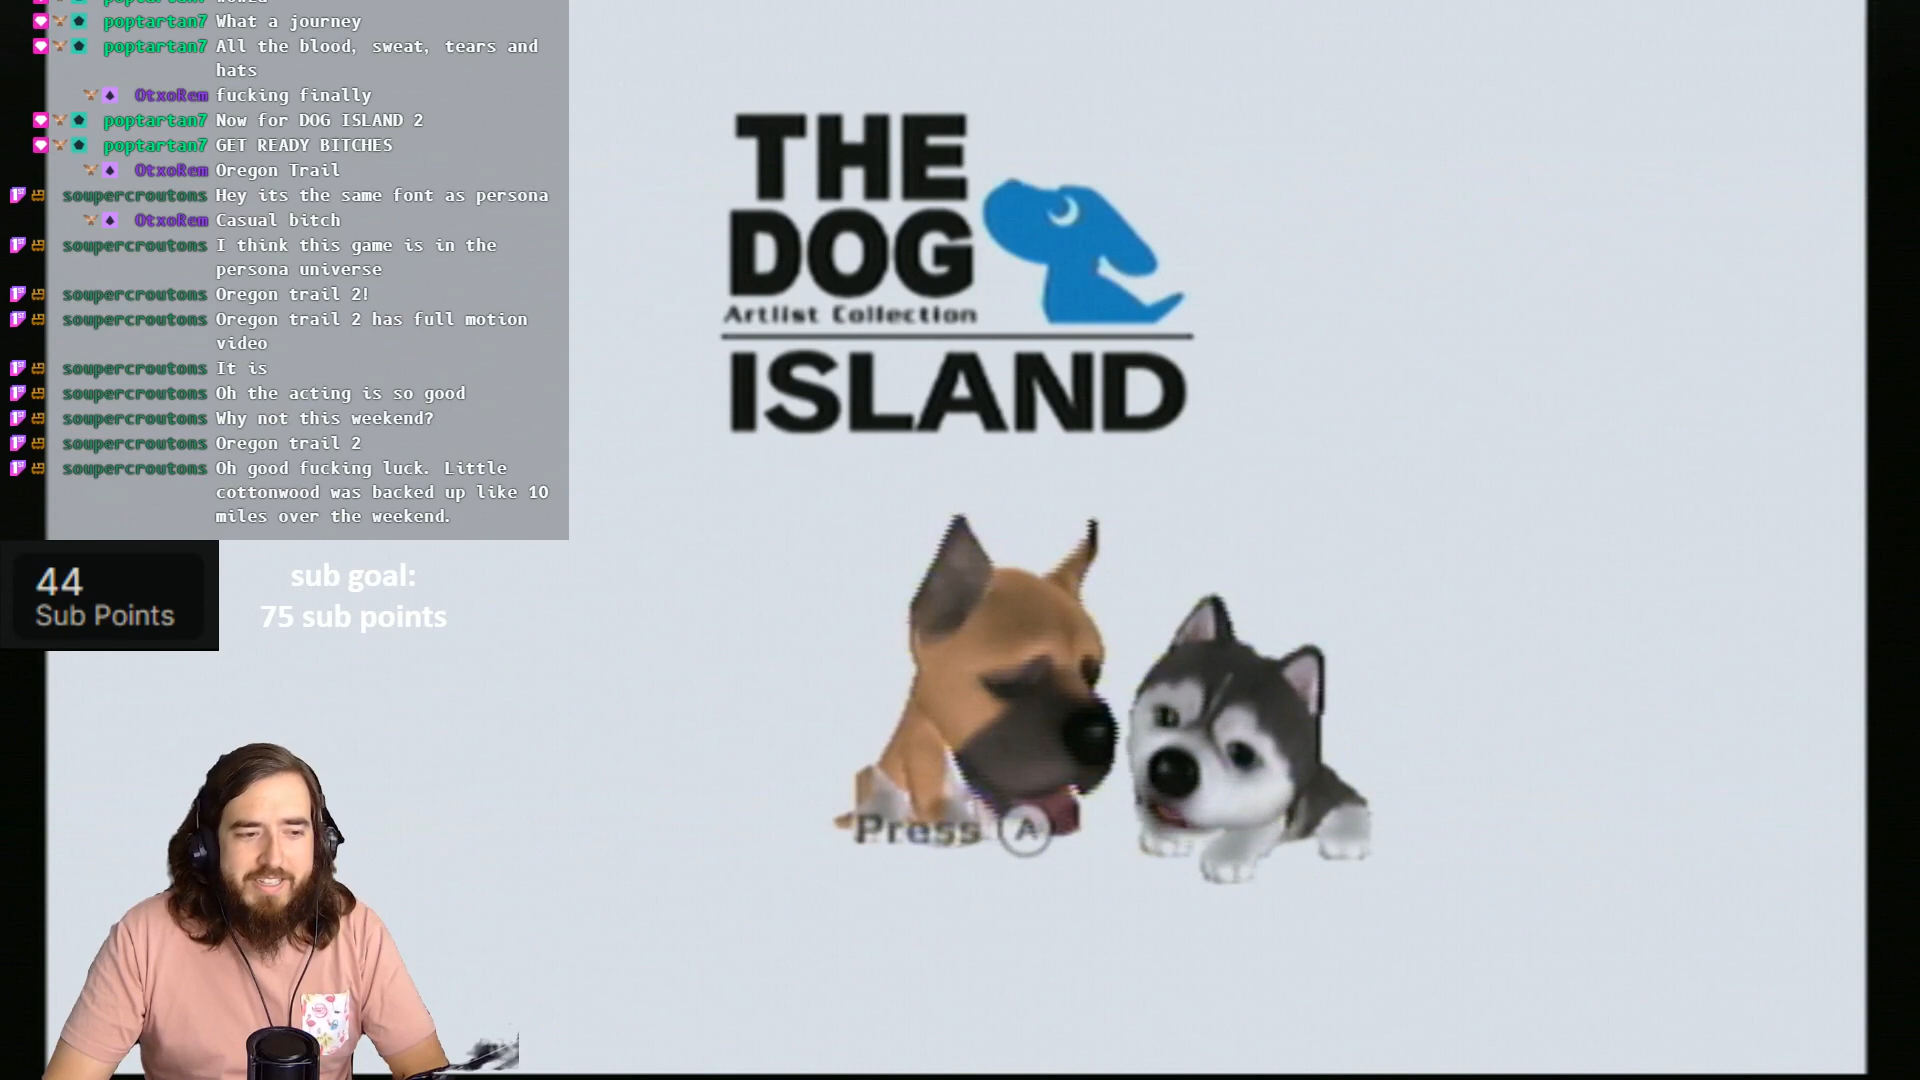 poptartan7 What a journey
poptartan7 All the blood, sweat, tears and
hats
OtxoRem fucking finally
poptartan7 Now for DOG ISLAND 2
poptartan7 GET READY BITCHES
OtxoRem Oregon Trail
soupercroutons Hey its the same font as persona
OtxoRem Casual bitch
soupercroutons I think this game is in the
persona universe
soupercroutons Oregon trail 2!
soupercroutons Oregon trail 2 has full motion
video
soupercroutons It is
soupercroutons Oh the acting is so good
soupercroutons Why not this weekend?
soupercroutons Oregon trail 2
soupercroutons Oh good fucking luck. Little
cottonwood was backed up like 10
miles over the weekend.
44
Sub Points
sub goal:
75 sub points
THE
DOG
Artlist Collection
ISLAND
Press A